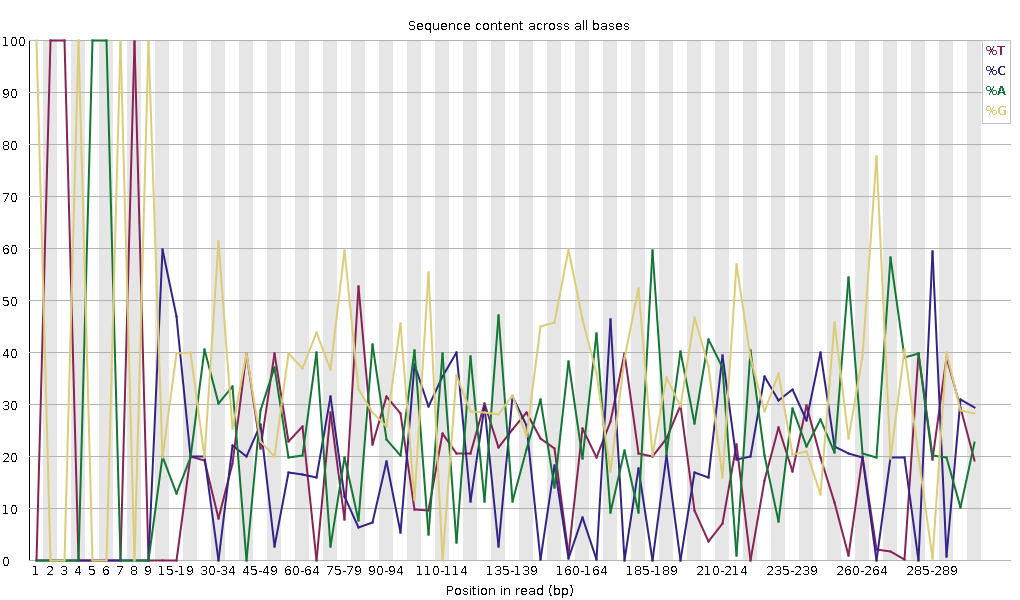 Sequence content across all bases
%T
%C
%A
%G
100
90
80
70
60
50
40
30
20
10
0
1 2 3 4 5 6 7 8 9 15-19 30-34 45-49 60-64 75-79 90-94 110-114 135-139 160-164 185-189 210-214 235-239 260-264 285-289
Position in read (bp)